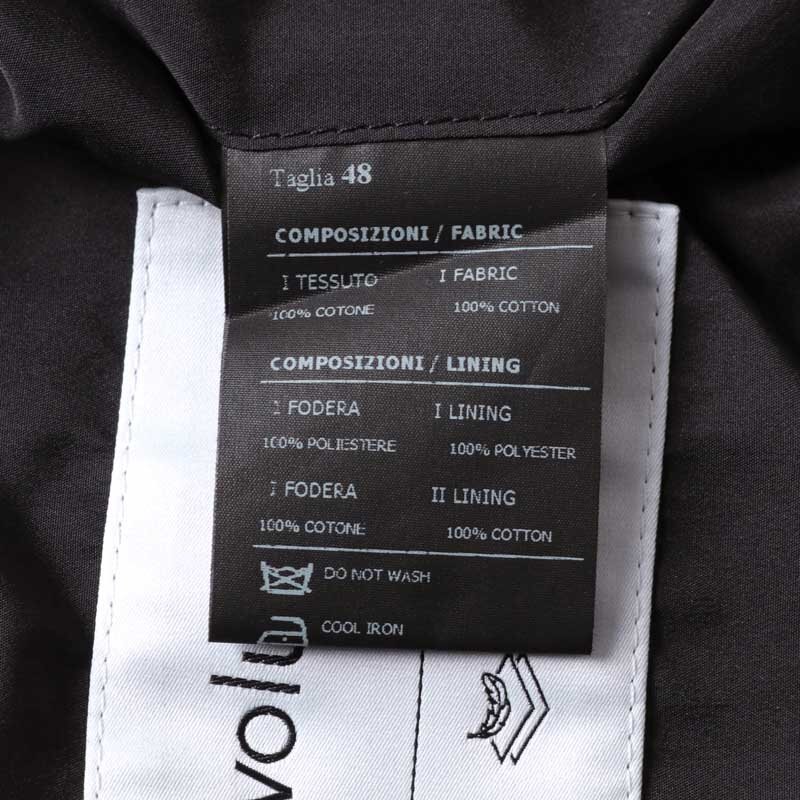 Taglia 48
COMPOSIZIONI / FABRIC
I TESSUTO I FABRIC
100% COTONE 100% COTTON
COMPOSIZIONI / LINING
I FODERA I LINING
100% POLIESTERE 100% POLYESTER
I FODERA II LINING
100% COTONE 100% COTTON
DO NOT WASH
COOL IRON
volu